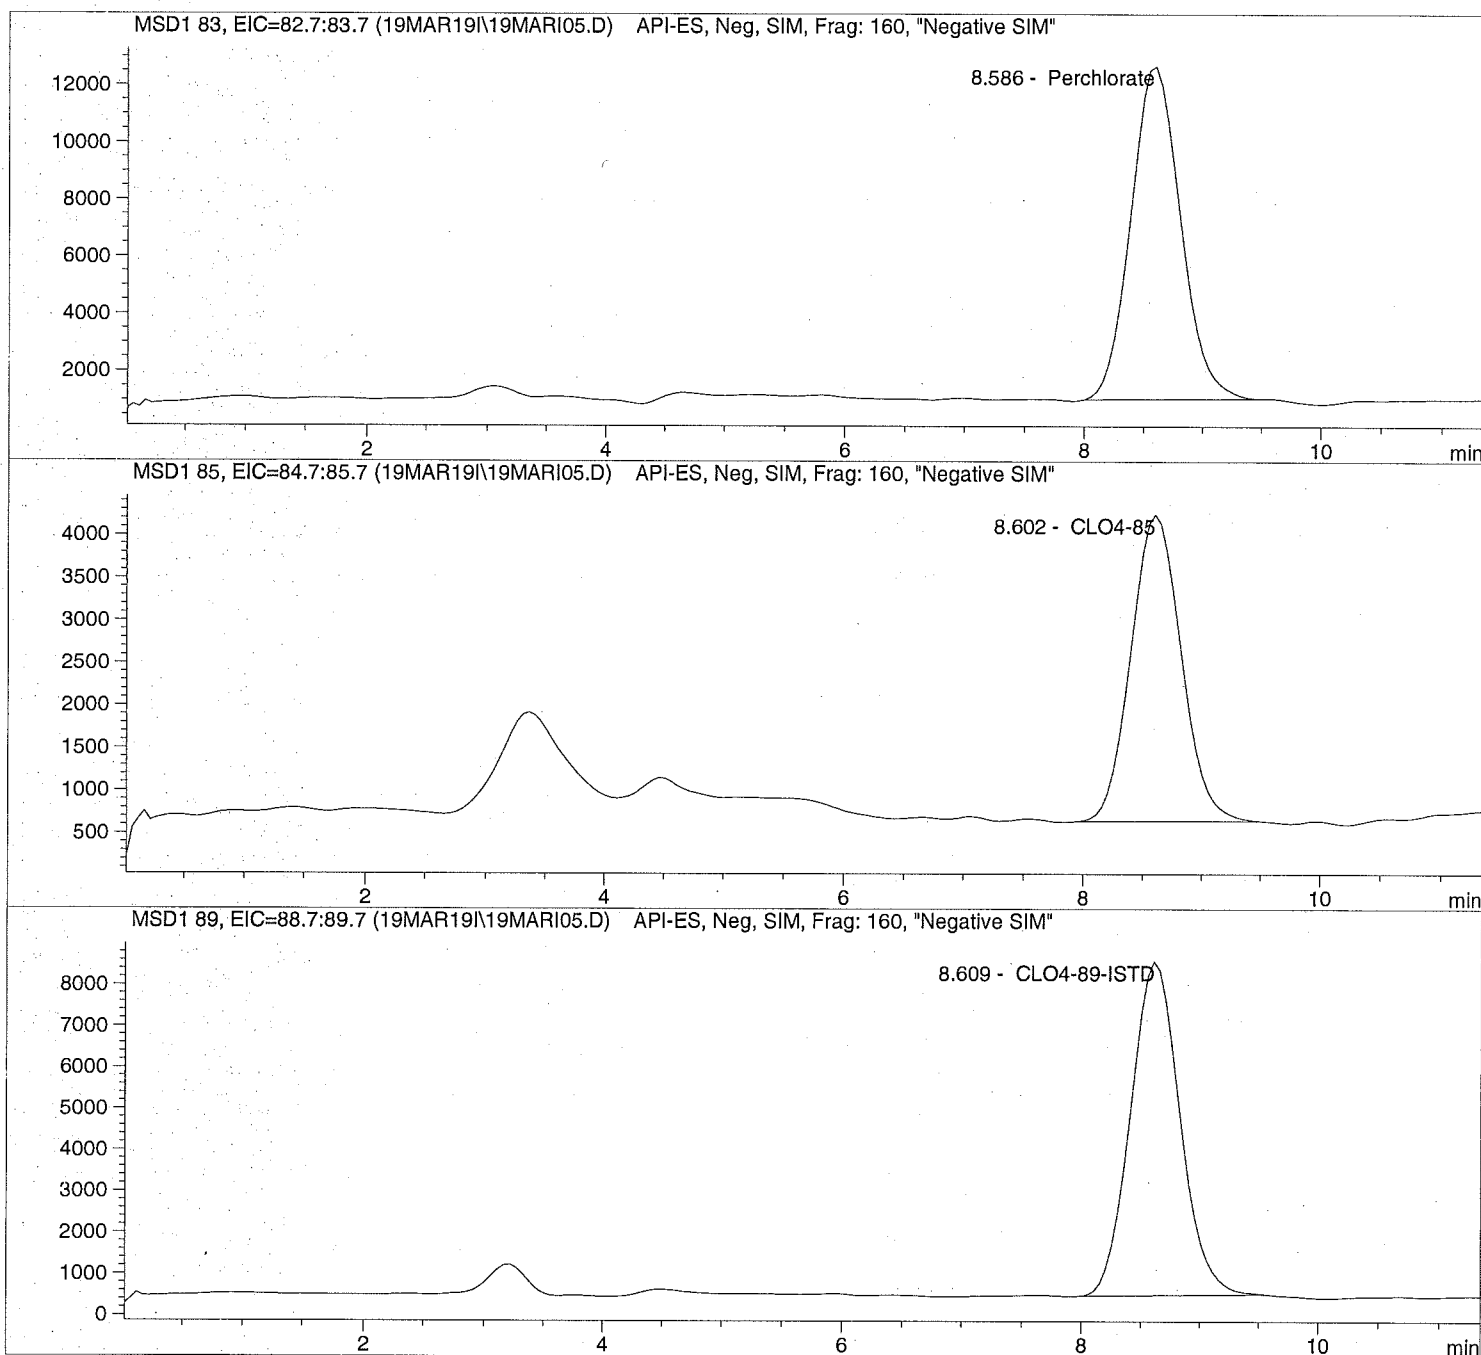 MSD1 83, EIC=82.7:83.7 (19MAR19I\19MARI05.D) API-ES, Neg, SIM, Frag: 160, "Negative SIM"
8.586 - Perchlorate
12000
10000
8000
6000
4000
2000
2 4 6 8 10 min
MSD1 85, EIC=84.7:85.7 (19MAR19I\19MARI05.D) API-ES, Neg, SIM, Frag: 160, "Negative SIM"
8.602 - CLO4-85
4000
3500
3000
2500
2000
1500
1000
500
2 4 6 8 10 min
MSD1 89, EIC=88.7:89.7 (19MAR19I\19MARI05.D) API-ES, Neg, SIM, Frag: 160, "Negative SIM"
8.609 - CLO4-89-ISTD
8000
7000
6000
5000
4000
3000
2000
1000
0
2 4 6 8 10 min